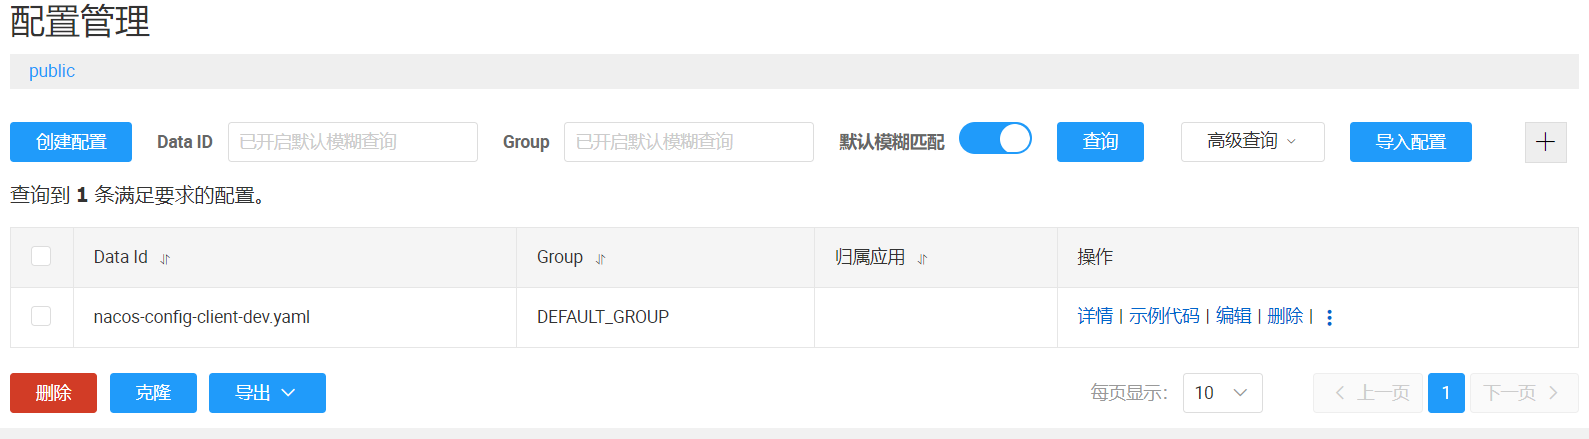 配置管理
public
创建配置 Data ID 已开启默认模糊查询 Group 已开启默认模糊查询 默认模糊匹配 查询 高级查询 导入配置
查询到 1 条满足要求的配置。
Data Id Group 归属应用 操作
nacos-config-client-dev.yaml DEFAULT_GROUP 详情 | 示例代码 | 编辑 | 删除 |
删除 克隆 导出 每页显示： 10 上一页 1 下一页